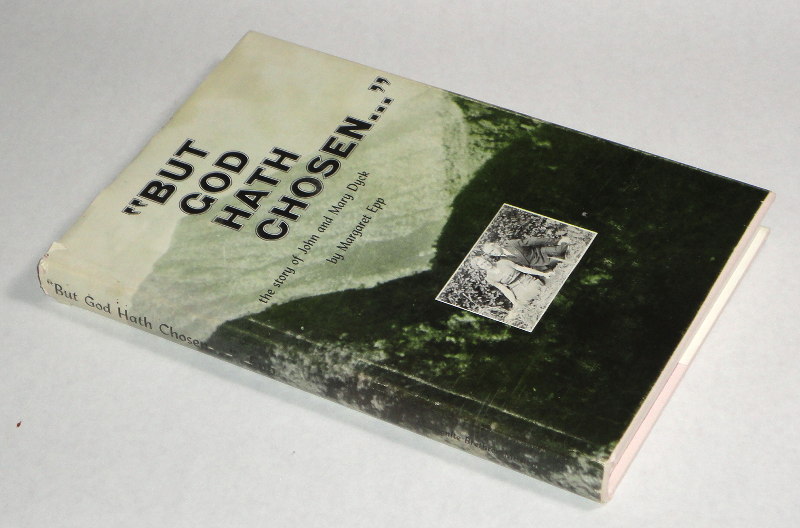 "BUT
GOD
HATH
CHOSEN..."
the story of John and Mary Dyck
by Margaret Epp
"But God Hath Chosen